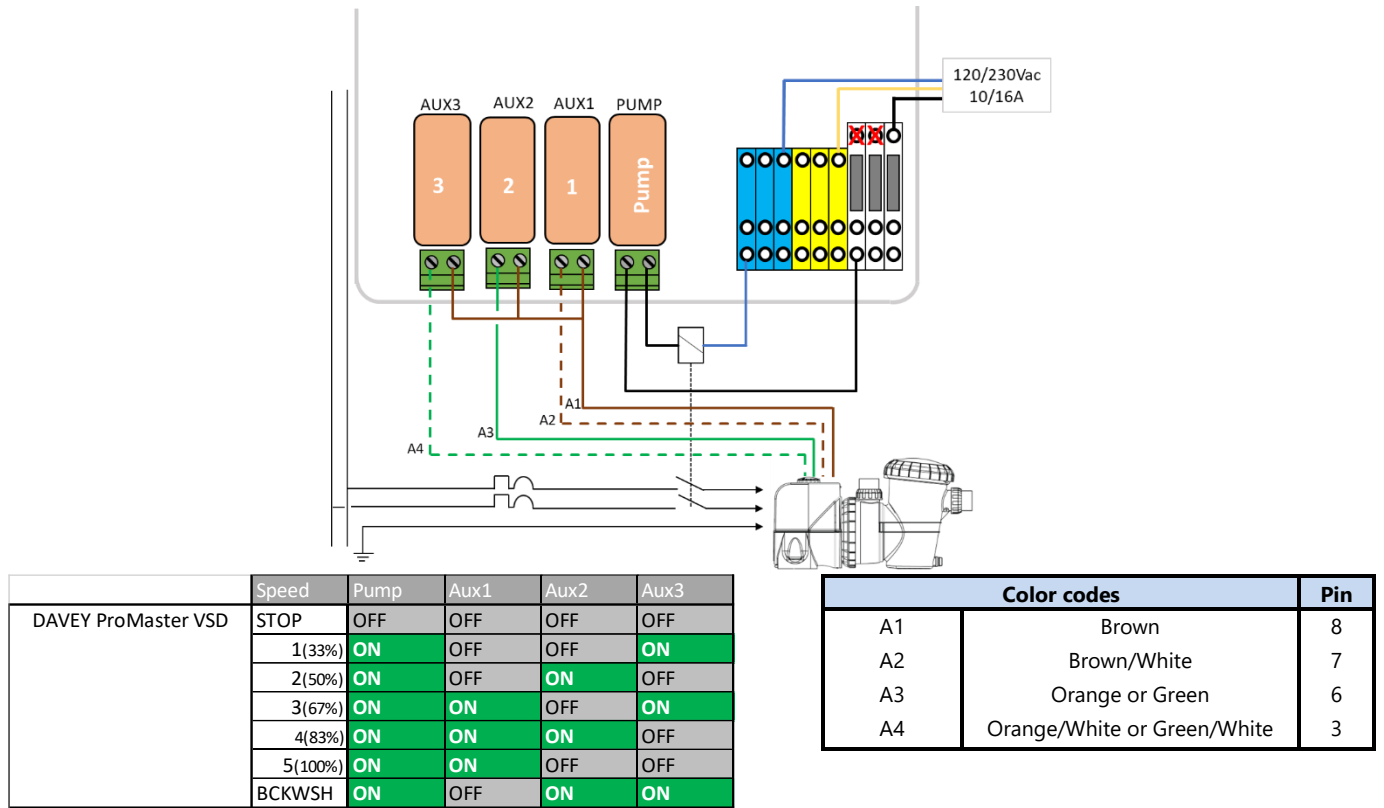 120/230Vac
10/16A
AUX3 AUX2 AUX1 PUMP
3 2 1 Pump
A1
A2
A3
A4
Speed Pump Aux1 Aux2 Aux3
DAVEY ProMaster VSD STOP OFF OFF OFF OFF
1(33%) ON OFF OFF ON
2(50%) ON OFF ON OFF
3(67%) ON ON OFF ON
4(83%) ON ON ON OFF
5(100%) ON ON OFF OFF
BCKWSH ON OFF ON ON
Color codes Pin
A1 Brown 8
A2 Brown/White 7
A3 Orange or Green 6
A4 Orange/White or Green/White 3